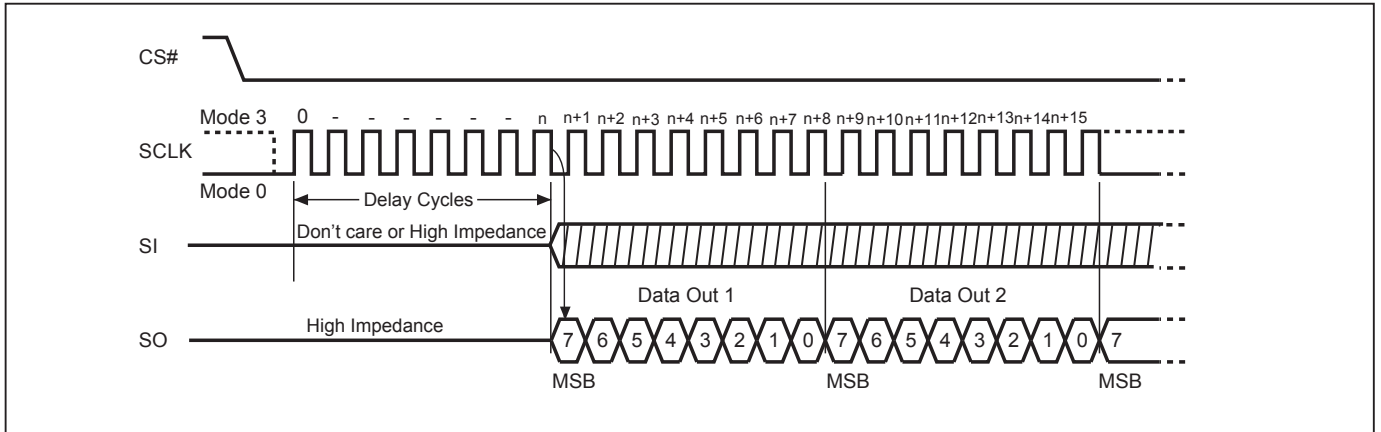 CS#
Mode 3 0 - - - - - - n n+1 n+2 n+3 n+4 n+5 n+6 n+7 n+8 n+9 n+10 n+11 n+12 n+13 n+14 n+15
SCLK
Mode 0
Delay Cycles
Don't care or High Impedance
SI
Data Out 1 Data Out 2
High Impedance
SO 7 6 5 4 3 2 1 0 7 6 5 4 3 2 1 0 7
MSB MSB MSB